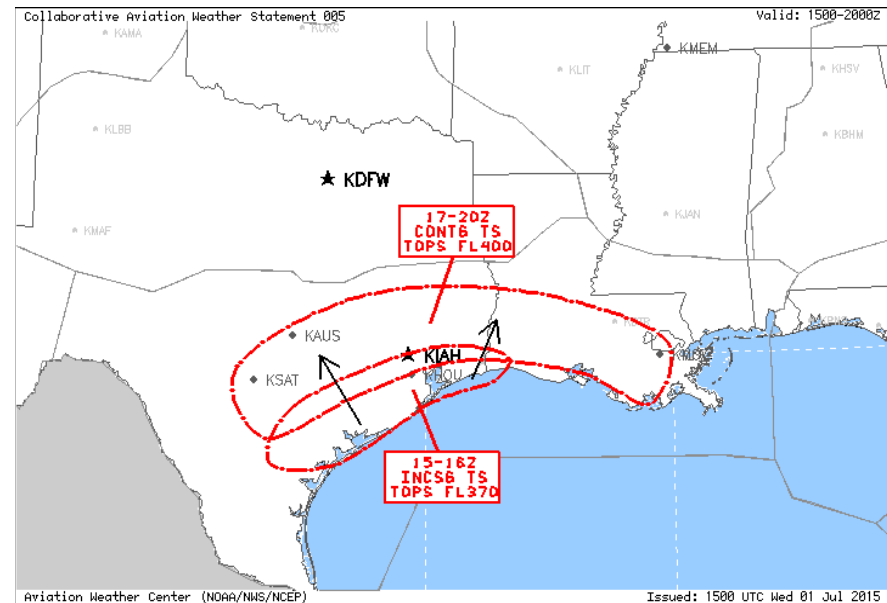 Collaborative Aviation Weather Statement 005
Valid: 1500-2000Z
KAMA
KMEM
KLIT
KHSV
KLBB
KBHM
KDFW
KJAN
KMAF
17-20Z
CONTG TS
TOPS FL400
KAUS
KIAH
KSAT
KHOU
15-16Z
INCSG TS
TOPS FL370
Aviation Weather Center (NOAA/NWS/NCEP)
Issued: 1500 UTC Wed 01 Jul 2015